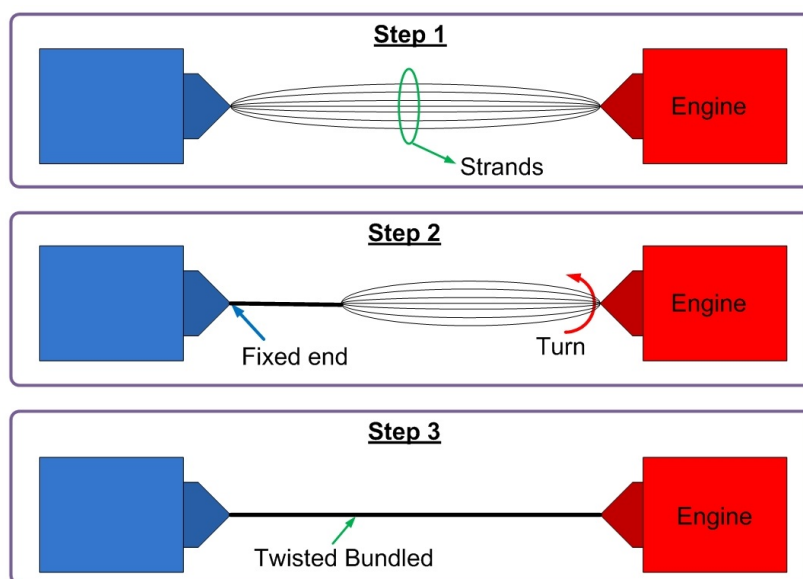 Step 1
Engine
Strands
Step 2
Engine
Fixed end
Turn
Step 3
Engine
Twisted Bundled